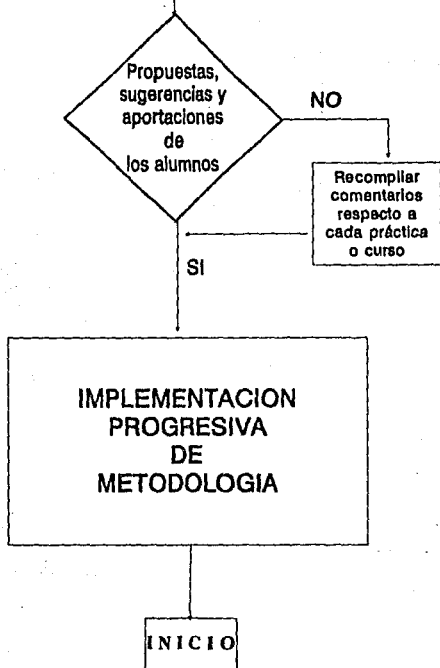 Propuestas,
sugerencias y
aportaciones
de
los alumnos
NO
Recompilar
comentarios
respecto a
cada práctica
o curso
SI
IMPLEMENTACION
PROGRESIVA
DE
METODOLOGIA
INICIO